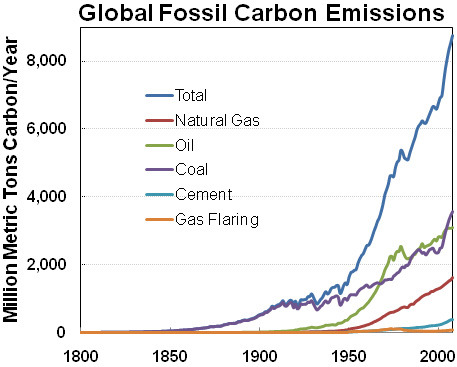 Global Fossil Carbon Emissions
Million Metric Tons Carbon/Year
8,000
6,000
4,000
2,000
0
Total
Natural Gas
Oil
Coal
Cement
Gas Flaring
1800
1850
1900
1950
2000